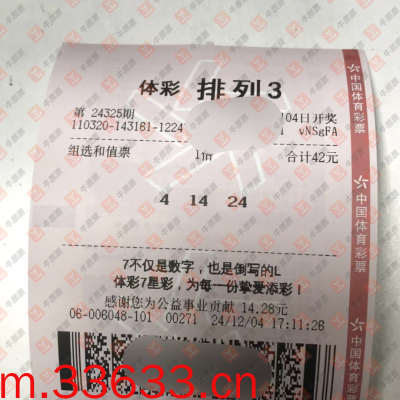 体彩 排列3
第 24325期 104日开奖
110320-143161-1224 vNSgFA
组选和值票 1倍 合计42元
4 14 24
7不仅是数字，也是倒写的L
体彩7星彩，为每一份挚爱添彩！
感谢您为公益事业贡献 14.28元
06-006048-101 00271 24/12/04 17:11:26
中国体育彩票
中国体育彩票
中国体育彩票
m.33633.cn